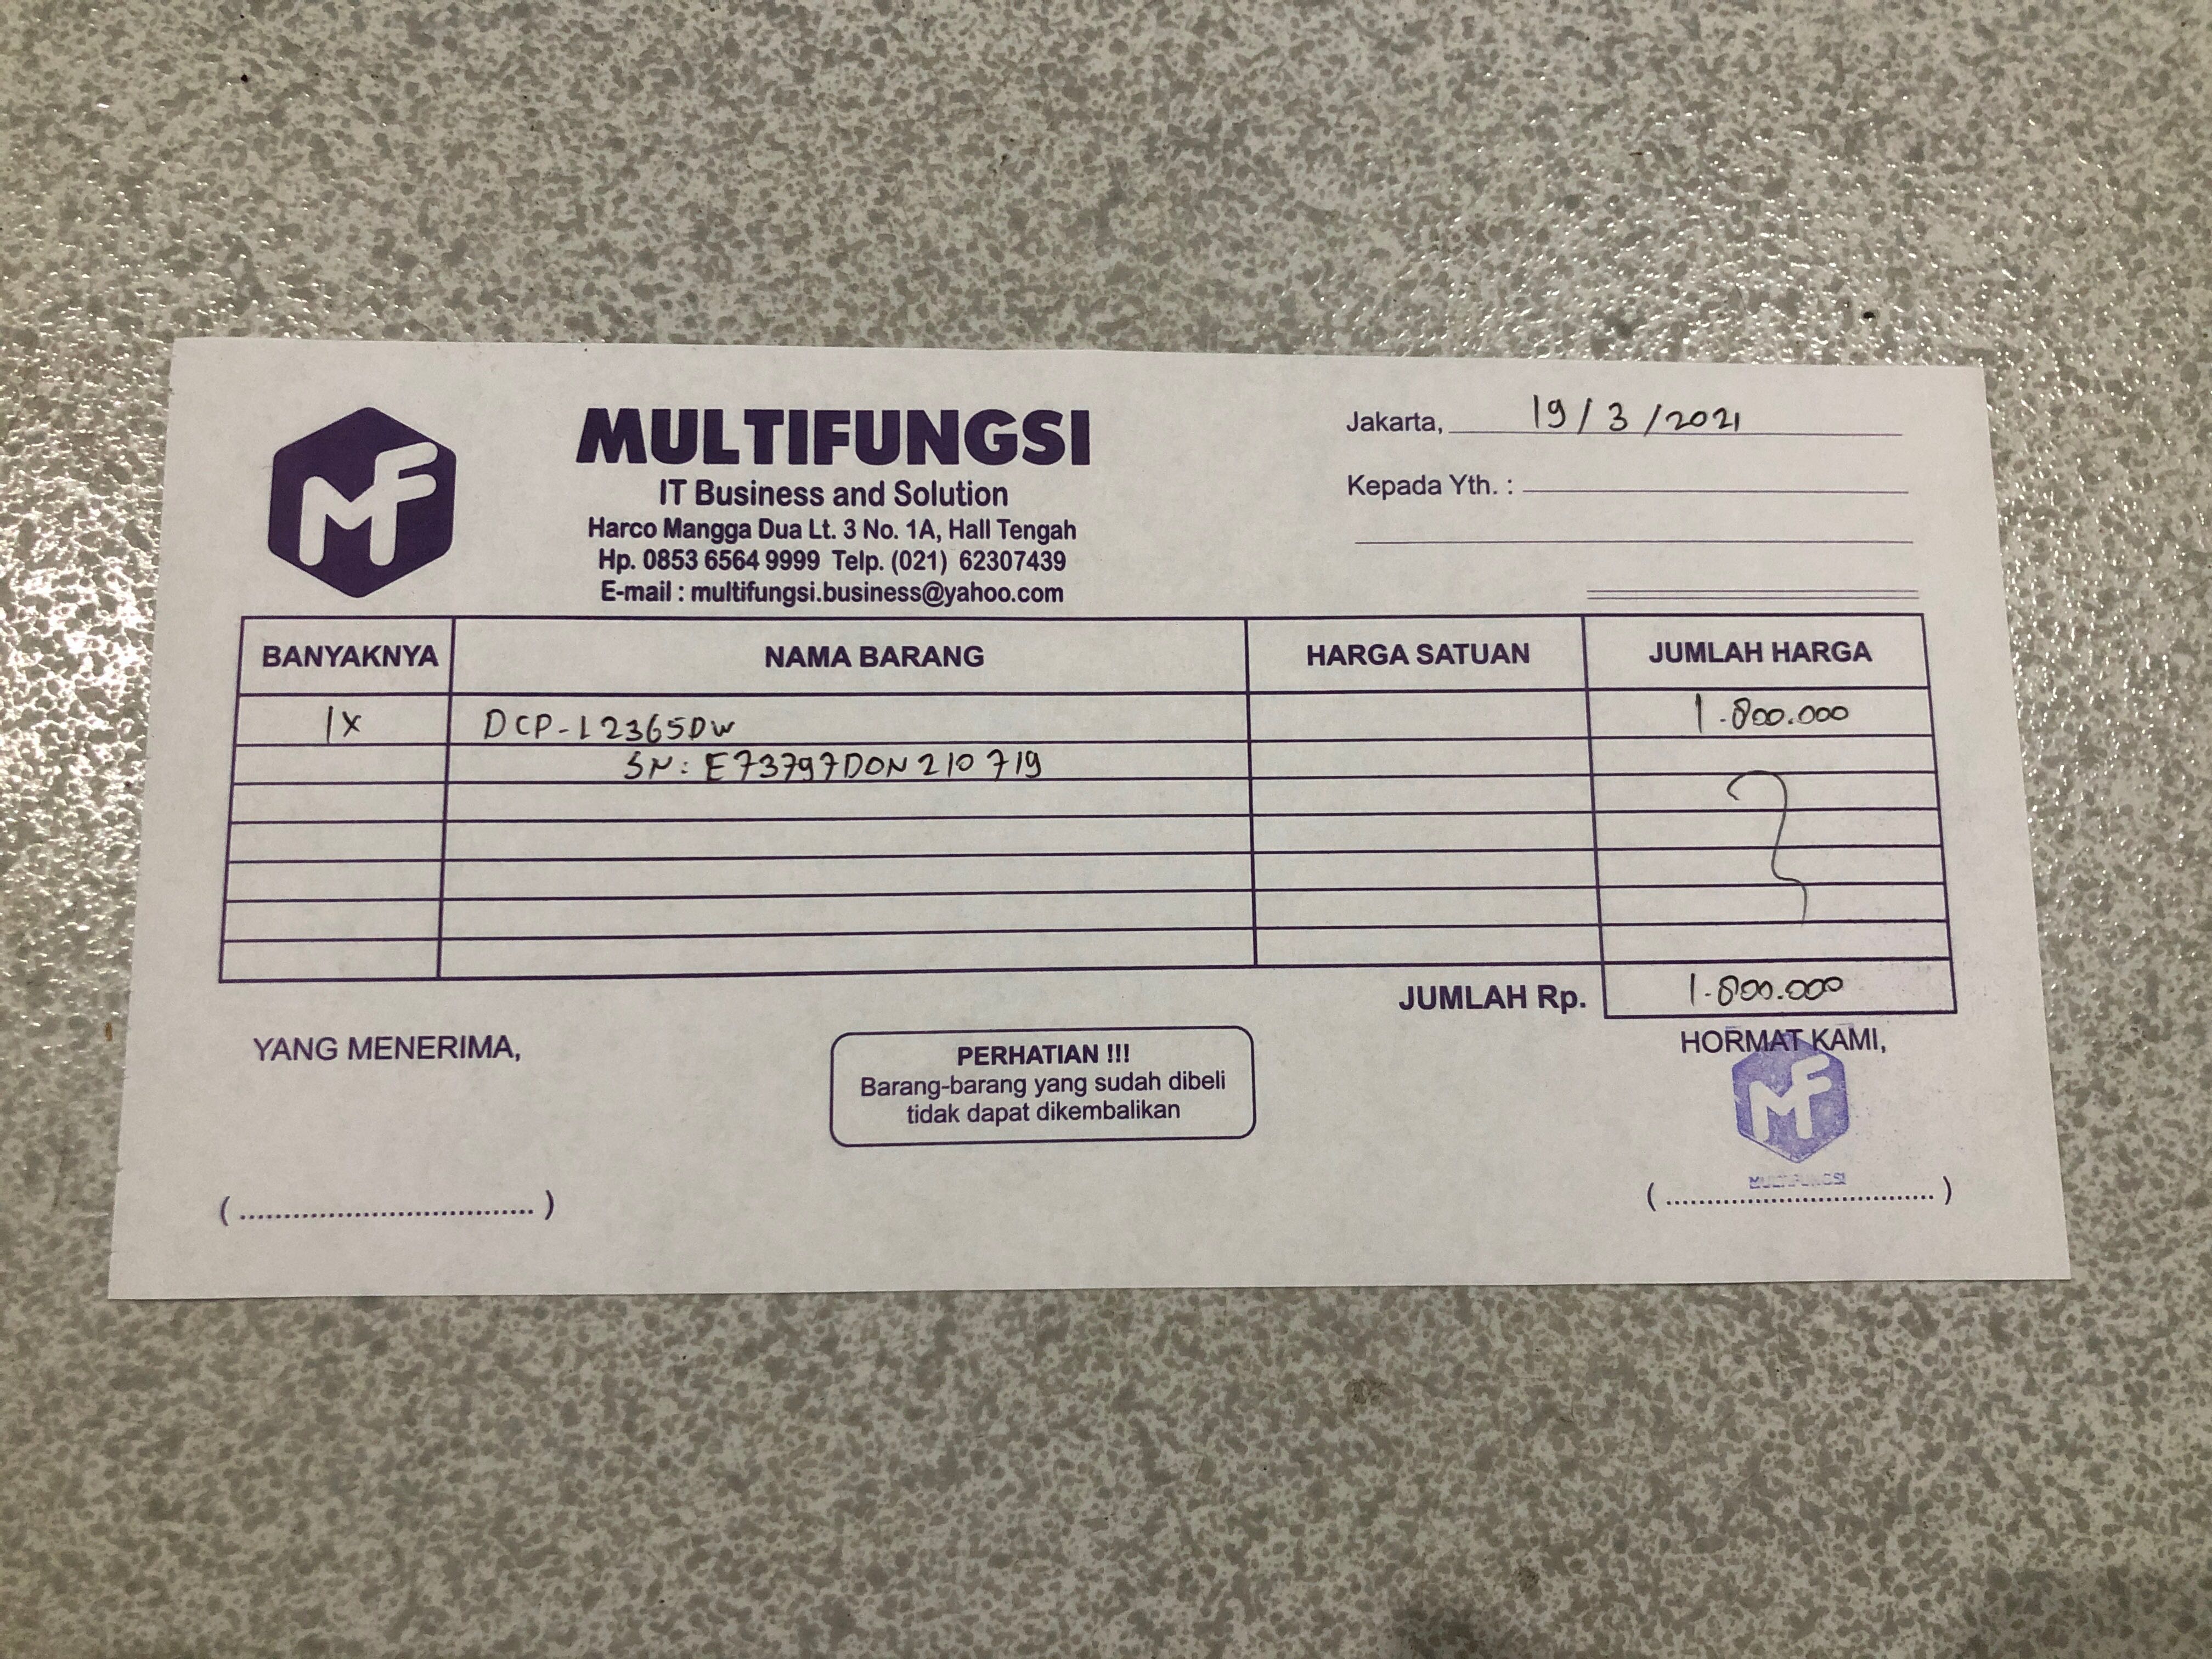 MF
MULTIFUNGSI
IT Business and Solution
Harco Mangga Dua Lt. 3 No. 1A, Hall Tengah
Hp. 0853 6564 9999 Telp. (021) 62307439
E-mail : multifungsi.business@yahoo.com
Jakarta, 19/3/2021
Kepada Yth. :
BANYAKNYA NAMA BARANG HARGA SATUAN JUMLAH HARGA
1x DCP-L2365DW 1.800.000
SN: E73797DON210719
JUMLAH Rp. 1.800.000
YANG MENERIMA,
PERHATIAN !!!
Barang-barang yang sudah dibeli
tidak dapat dikembalikan
HORMAT KAMI,
MF
MULTIFUNGSI
(.................................)
(.................................)